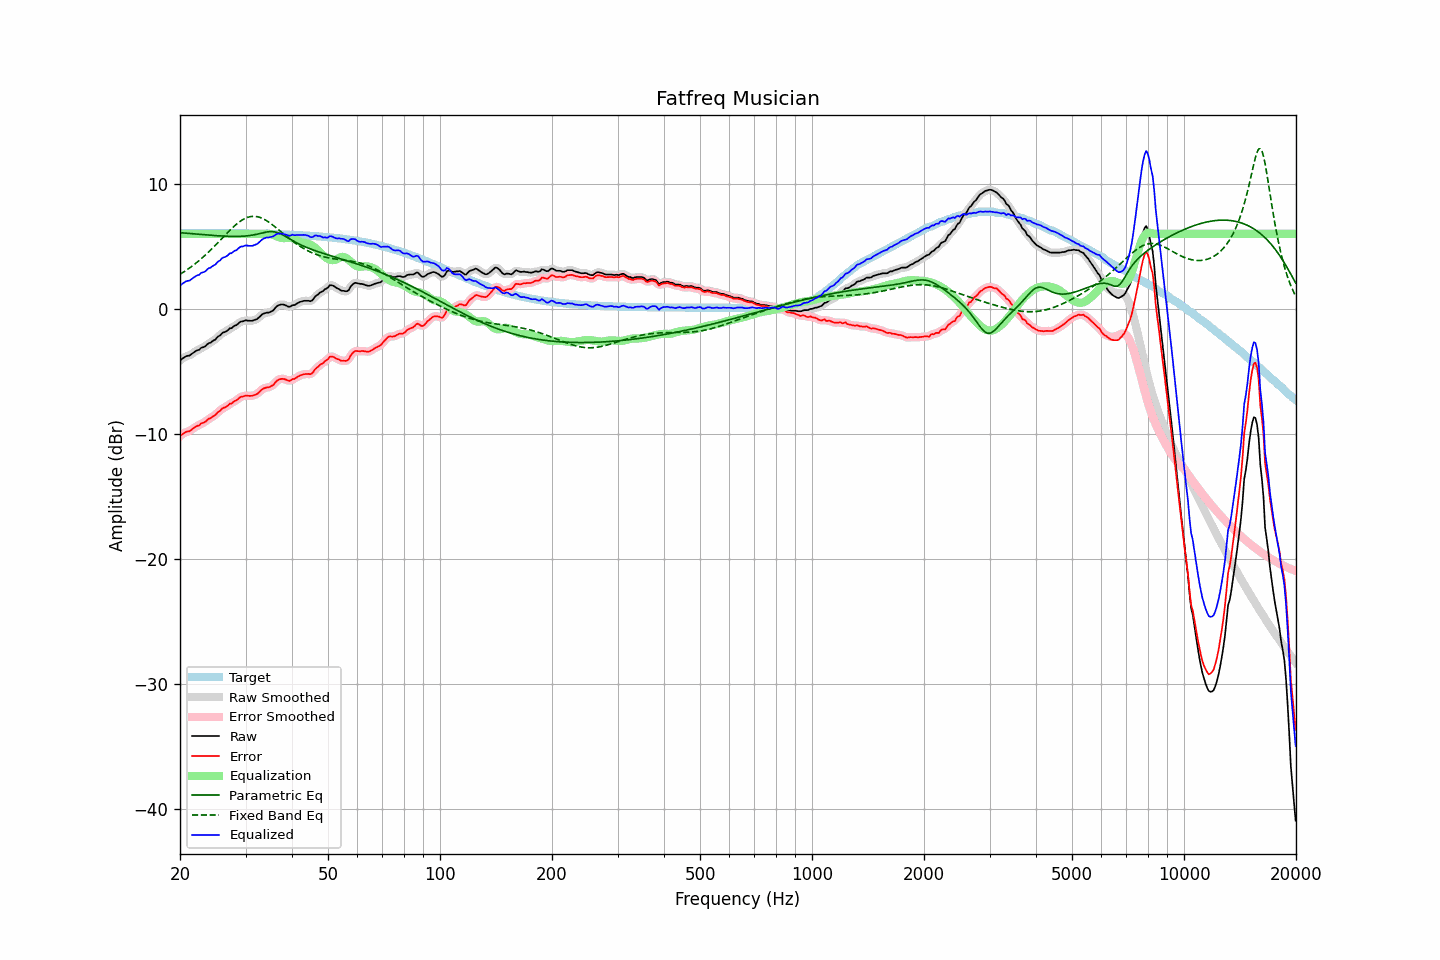 Fatfreq Musician
Amplitude (dBr)
10
0
−10
−20
−30
−40
Target
Raw Smoothed
Error Smoothed
Raw
Error
Equalization
Parametric Eq
Fixed Band Eq
Equalized
20 50 100 200 500 1000 2000 5000 10000 20000
Frequency (Hz)